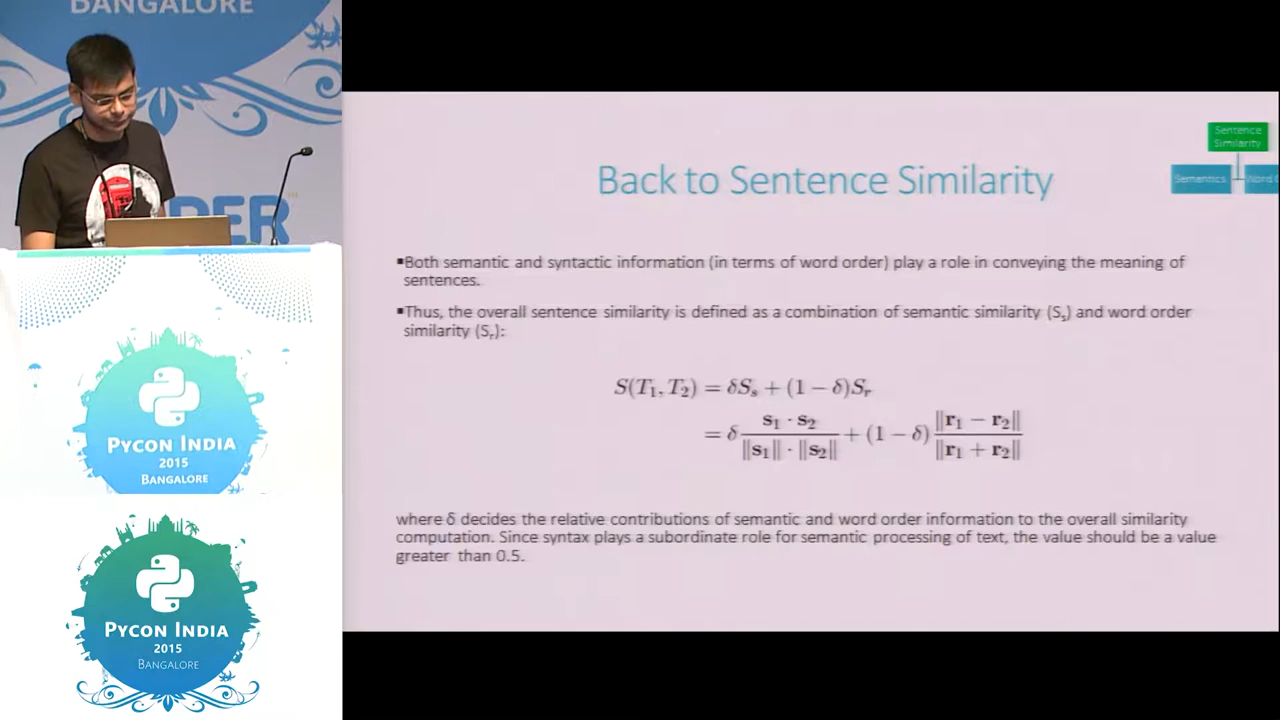 BANGALORE
PER
PYCON INDIA
2015
BANGALORE
PYCON INDIA
2015
BANGALORE
Back to Sentence Similarity
Sentence
Similarity
Semantics
Word
▪Both semantic and syntactic information (in terms of word order) play a role in conveying the meaning of
sentences.
▪Thus, the overall sentence similarity is defined as a combination of semantic similarity (Sₛ) and word order
similarity (Sᵣ):
S(T₁, T₂) = δSₛ + (1 − δ)Sᵣ
= δ (s₁ · s₂)/(‖s₁‖ · ‖s₂‖) + (1 − δ) ‖r₁ − r₂‖/‖r₁ + r₂‖
where δ decides the relative contributions of semantic and word order information to the overall similarity
computation. Since syntax plays a subordinate role for semantic processing of text, the value should be a value
greater than 0.5.